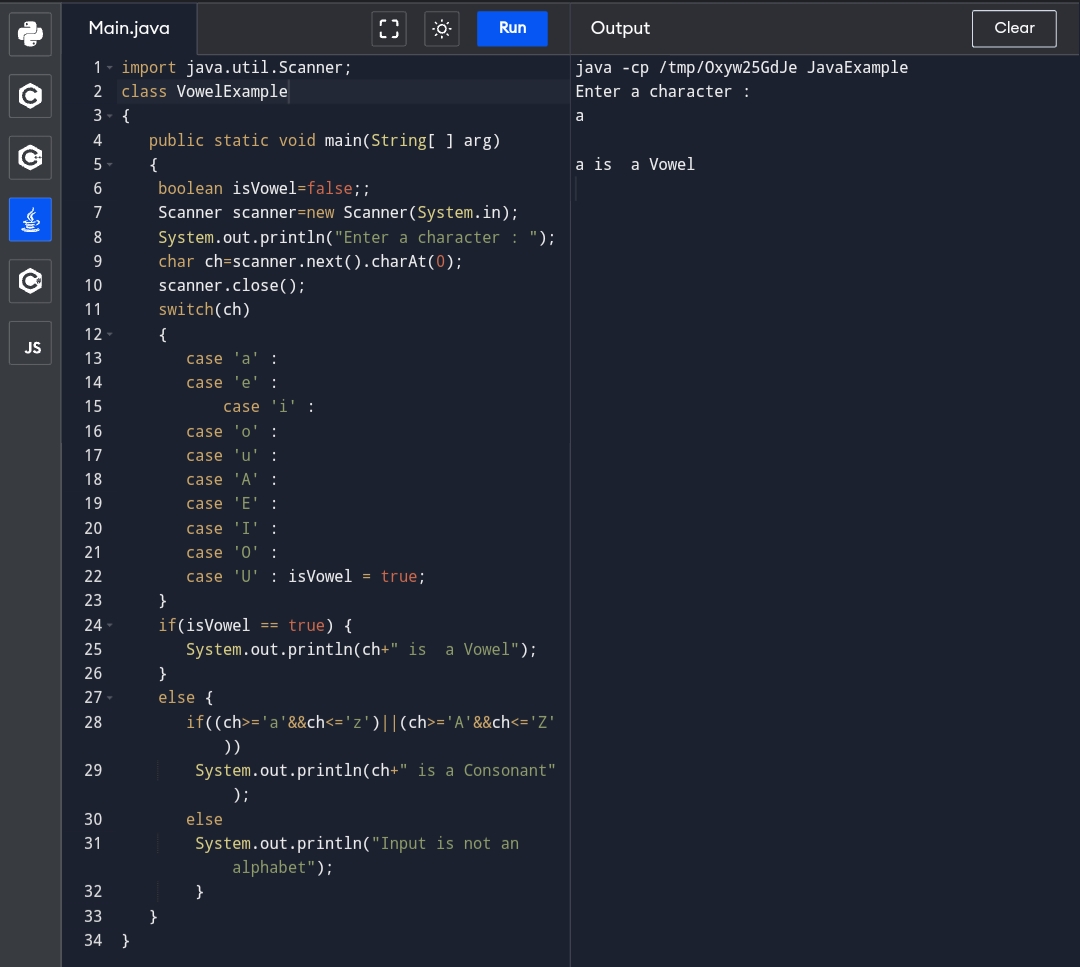 Main.java
Run
Output
Clear
JS
1 import java.util.Scanner;
2 class VowelExample
3 {
4 public static void main(String[ ] arg)
5 {
6 boolean isVowel=false;;
7 Scanner scanner=new Scanner(System.in);
8 System.out.println("Enter a character : ");
9 char ch=scanner.next().charAt(0);
10 scanner.close();
11 switch(ch)
12 {
13 case 'a' :
14 case 'e' :
15 case 'i' :
16 case 'o' :
17 case 'u' :
18 case 'A' :
19 case 'E' :
20 case 'I' :
21 case 'O' :
22 case 'U' : isVowel = true;
23 }
24 if(isVowel == true) {
25 System.out.println(ch+" is  a Vowel");
26 }
27 else {
28 if((ch>='a'&&ch<='z')||(ch>='A'&&ch<='Z'
))
29 System.out.println(ch+" is a Consonant"
);
30 else
31 System.out.println("Input is not an
alphabet");
32 }
33 }
34 }
java -cp /tmp/Oxyw25GdJe JavaExample
Enter a character :
a
a is  a Vowel